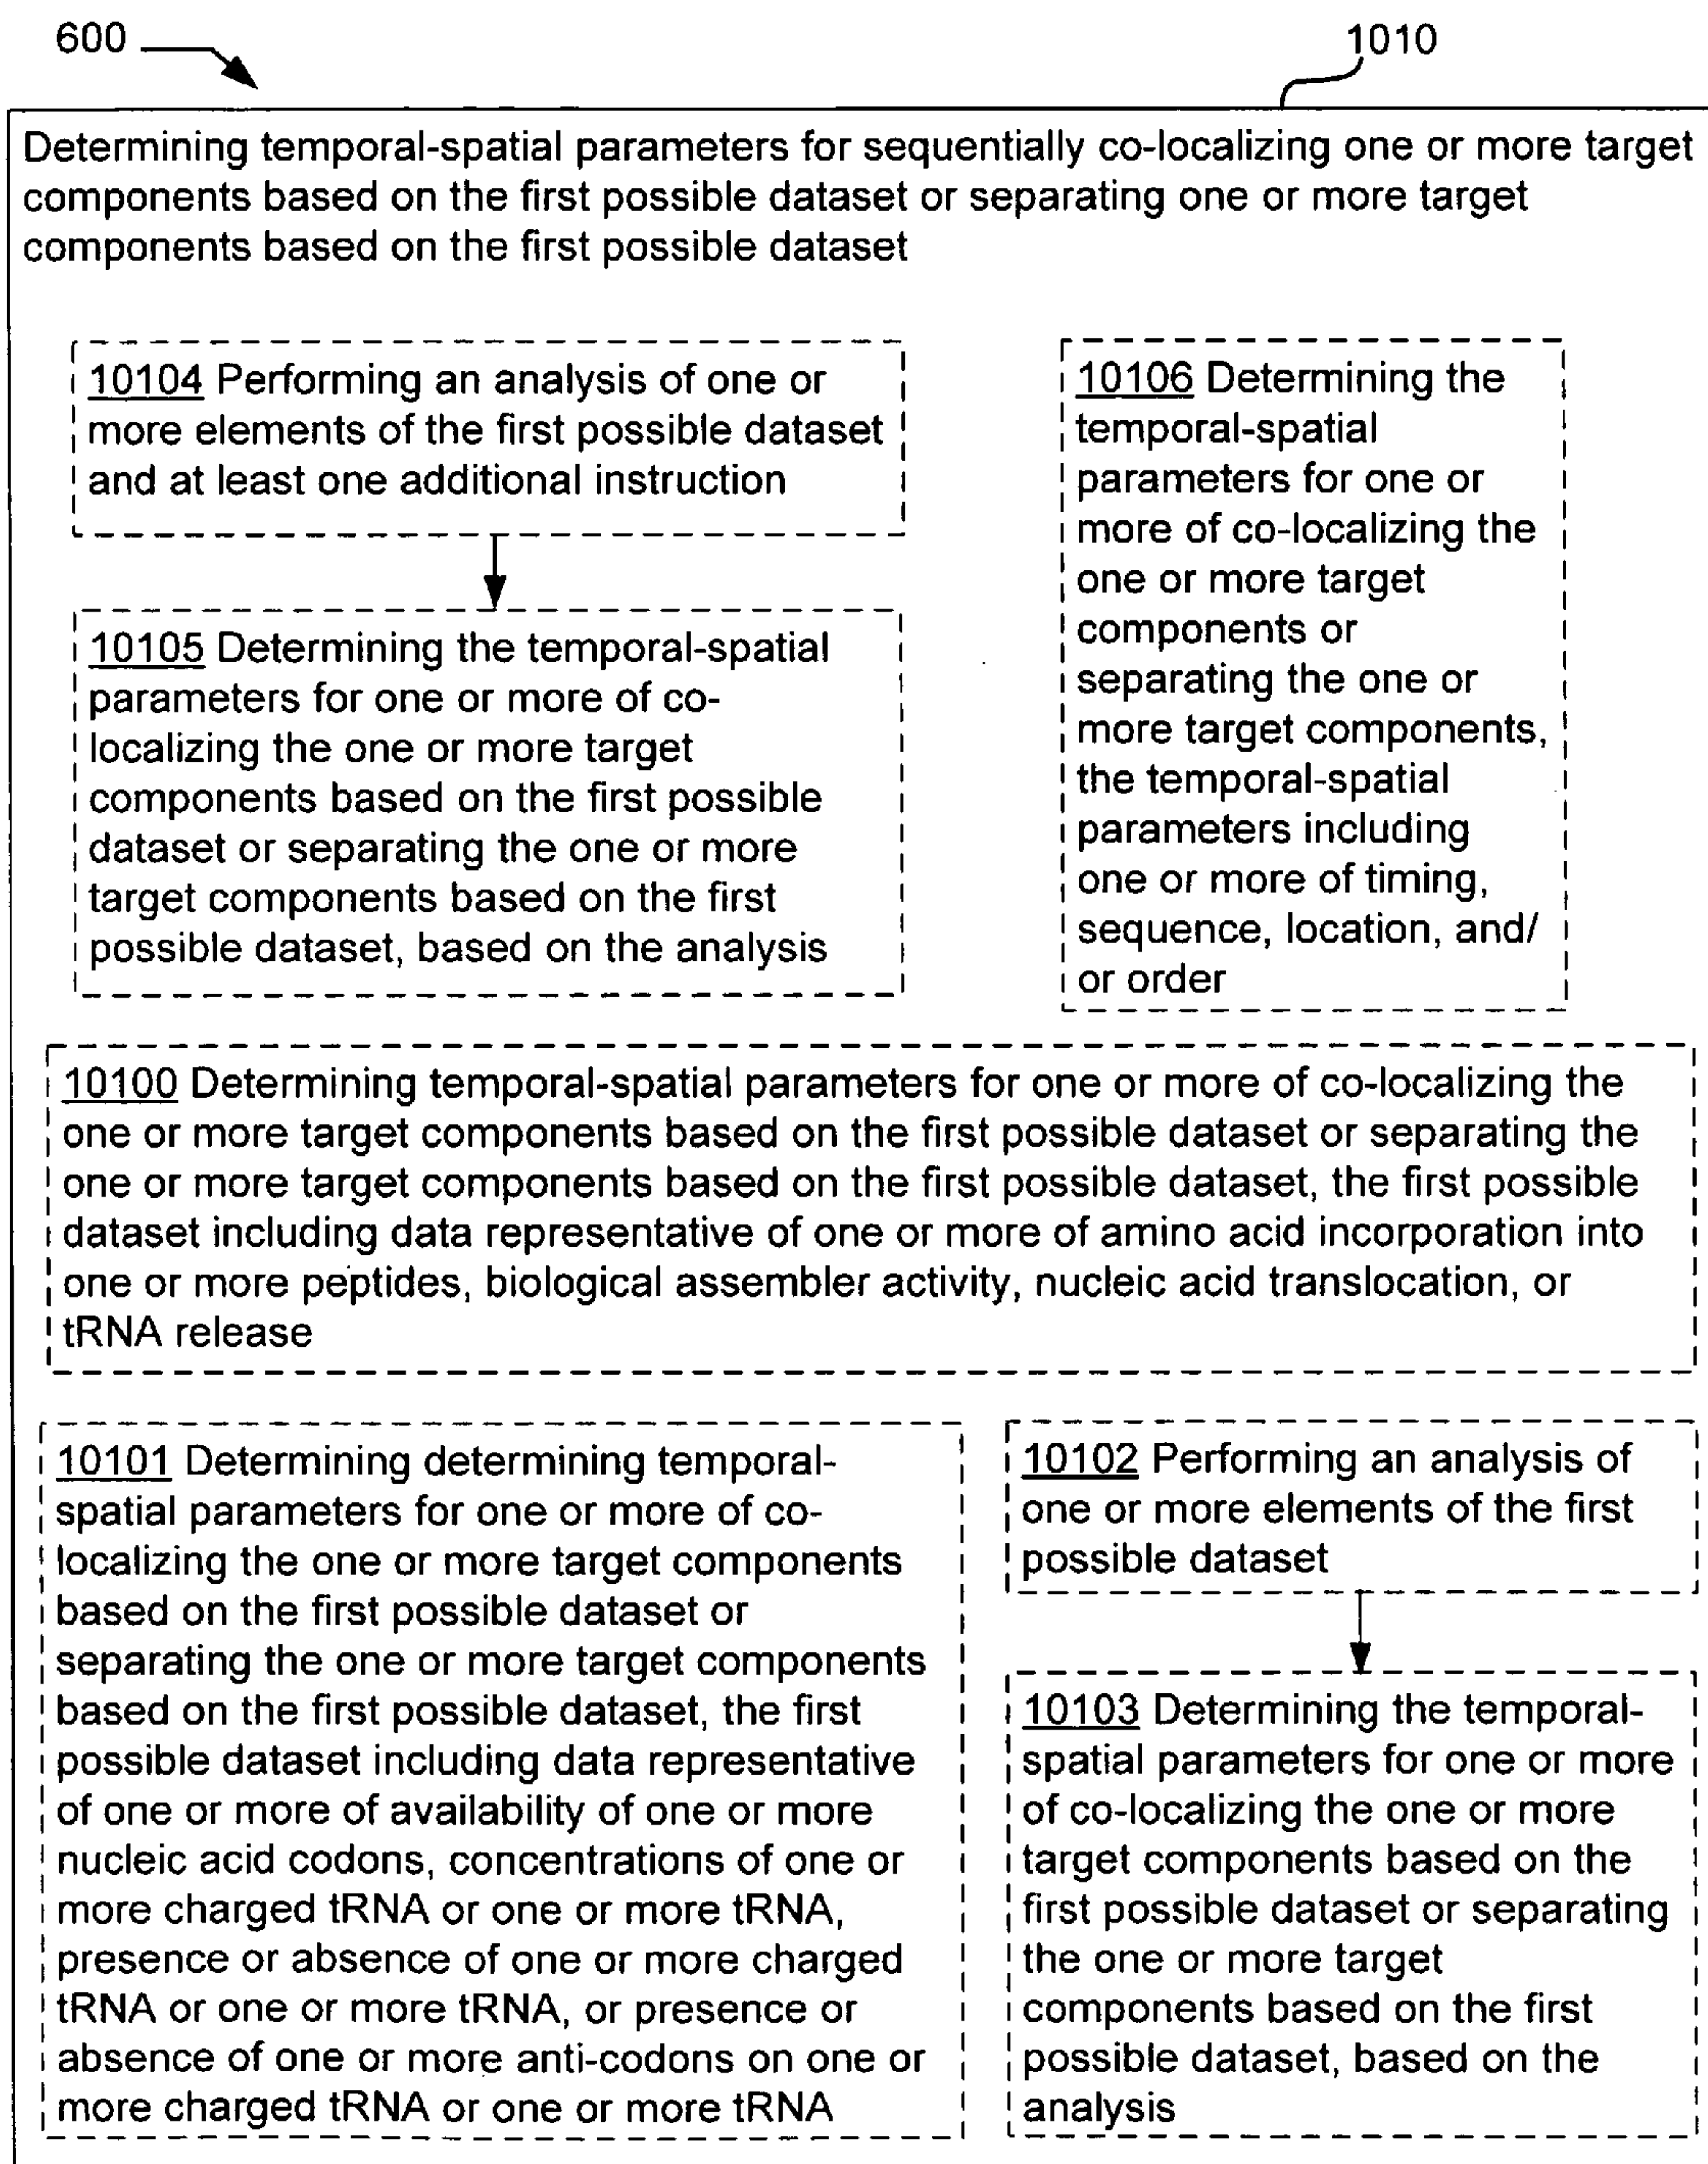 600
1010
Determining temporal-spatial parameters for sequentially co-localizing one or more target
components based on the first possible dataset or separating one or more target
components based on the first possible dataset
10104 Performing an analysis of one or
more elements of the first possible dataset
and at least one additional instruction
10105 Determining the temporal-spatial
parameters for one or more of co-
localizing the one or more target
components based on the first possible
dataset or separating the one or more
target components based on the first
possible dataset, based on the analysis
10106 Determining the
temporal-spatial
parameters for one or
more of co-localizing the
one or more target
components or
separating the one or
more target components,
the temporal-spatial
parameters including
one or more of timing,
sequence, location, and/
or order
10100 Determining temporal-spatial parameters for one or more of co-localizing the
one or more target components based on the first possible dataset or separating the
one or more target components based on the first possible dataset, the first possible
dataset including data representative of one or more of amino acid incorporation into
one or more peptides, biological assembler activity, nucleic acid translocation, or
tRNA release
10101 Determining determining temporal-
spatial parameters for one or more of co-
localizing the one or more target components
based on the first possible dataset or
separating the one or more target components
based on the first possible dataset, the first
possible dataset including data representative
of one or more of availability of one or more
nucleic acid codons, concentrations of one or
more charged tRNA or one or more tRNA,
presence or absence of one or more charged
tRNA or one or more tRNA, or presence or
absence of one or more anti-codons on one or
more charged tRNA or one or more tRNA
10102 Performing an analysis of
one or more elements of the first
possible dataset
10103 Determining the temporal-
spatial parameters for one or more
of co-localizing the one or more
target components based on the
first possible dataset or separating
the one or more target
components based on the first
possible dataset, based on the
analysis